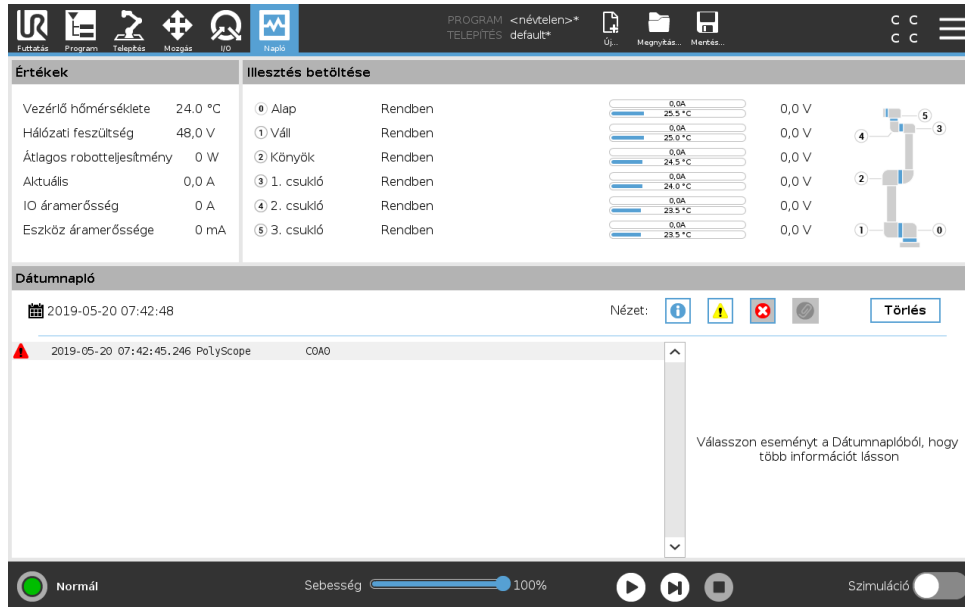 UR
PROGRAM <névtelen>*
TELEPÍTÉS default*
C C
C C
Futtatás Program Telepítés Mozgás I/O Napló Új... Megnyitás... Mentés...
Értékek
Vezérlő hőmérséklete 24.0 °C
Hálózati feszültség 48,0 V
Átlagos robotteljesítmény 0 W
Aktuális 0,0 A
IO áramerősség 0 A
Eszköz áramerőssége 0 mA
Illesztés betöltése
0 Alap Rendben 0,0A 25.5 °C 0,0 V
1 Váll Rendben 0,0A 25.0 °C 0,0 V
2 Könyök Rendben 0,0A 24.5 °C 0,0 V
3 1. csukló Rendben 0,0A 24.0 °C 0,0 V
4 2. csukló Rendben 0,0A 23.5 °C 0,0 V
5 3. csukló Rendben 0,0A 23.5 °C 0,0 V
5
4 3
2
1 0
Dátumnapló
2019-05-20 07:42:48 Nézet: Törlés
2019-05-20 07:42:45.246 PolyScope C0A0
Válasszon eseményt a Dátumnaplóból, hogy
több információt lásson
Normál Sebesség 100% Szimuláció